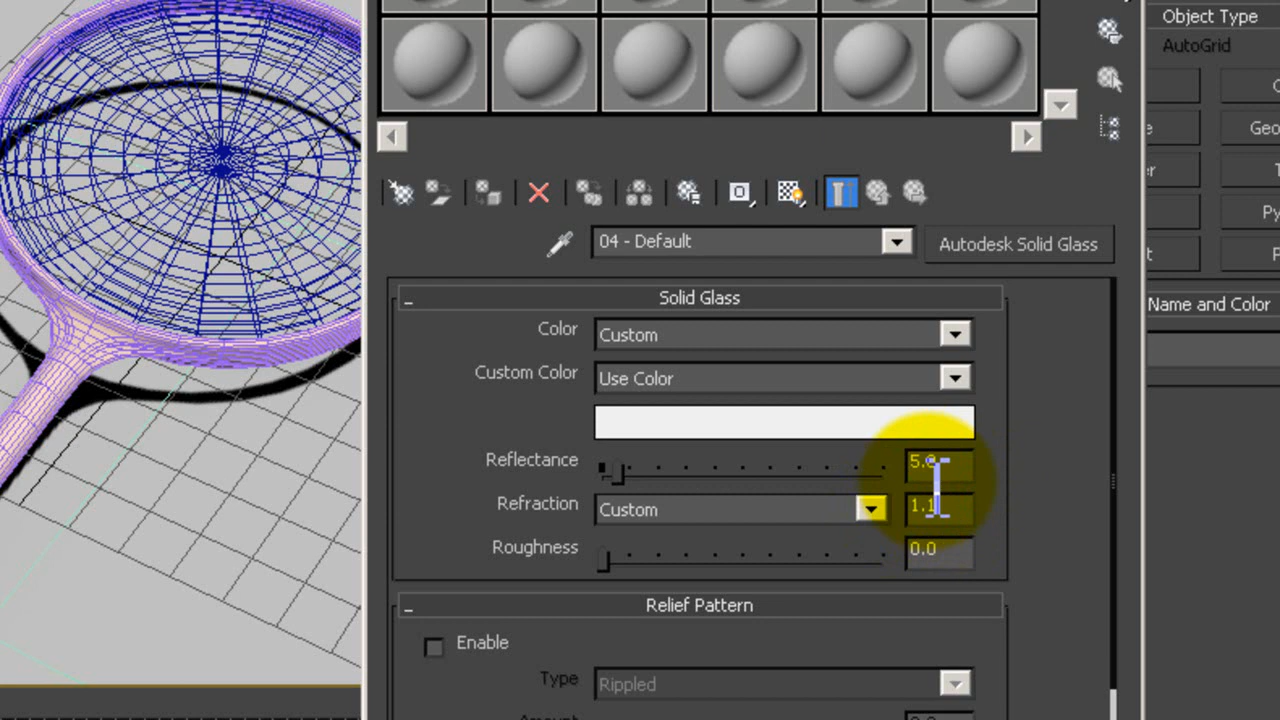 Object Type
AutoGrid
Geo
Py
04 - Default
Autodesk Solid Glass
Name and Color
Solid Glass
Color
Custom
Custom Color
Use Color
Reflectance
Refraction
Custom
1.1
Roughness
0.0
Relief Pattern
Enable
Type
Rippled